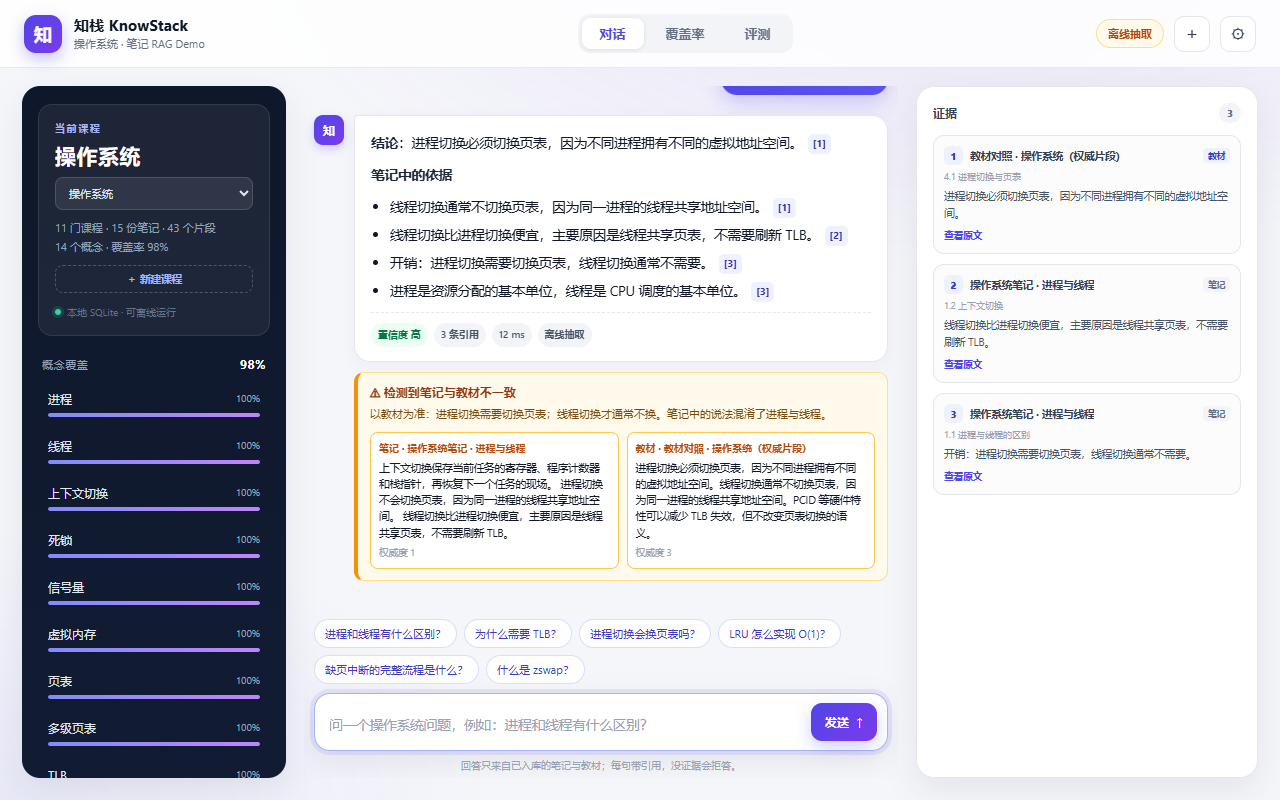 知
知栈 KnowStack
操作系统 · 笔记 RAG Demo
对话
覆盖率
评测
离线抽取
+
当前课程
操作系统
操作系统
11 门课程 · 15 份笔记 · 43 个片段
14 个概念 · 覆盖率 98%
+ 新建课程
本地 SQLite · 可离线运行
概念覆盖
98%
进程
100%
线程
100%
上下文切换
100%
死锁
100%
信号量
100%
虚拟内存
100%
页表
100%
多级页表
100%
TLB
100%
知
结论：进程切换必须切换页表，因为不同进程拥有不同的虚拟地址空间。 [1]
笔记中的依据
• 线程切换通常不切换页表，因为同一进程的线程共享地址空间。 [1]
• 线程切换比进程切换便宜，主要原因是线程共享页表，不需要刷新 TLB。 [2]
• 开销：进程切换需要切换页表，线程切换通常不需要。 [3]
• 进程是资源分配的基本单位，线程是 CPU 调度的基本单位。 [3]
置信度 高
3 条引用
12 ms
离线抽取
⚠ 检测到笔记与教材不一致
以教材为准：进程切换需要切换页表；线程切换才通常不换。笔记中的说法混淆了进程与线程。
笔记 · 操作系统笔记 · 进程与线程
上下文切换保存当前任务的寄存器、程序计数器
和栈指针，再恢复下一个任务的现场。 进程切换
不会切换页表，因为同一进程的线程共享地址空
间。 线程切换比进程切换便宜，主要原因是线程
共享页表，不需要刷新 TLB。
权威度 1
教材 · 教材对照 · 操作系统（权威片段）
进程切换必须切换页表，因为不同进程拥有不同
的虚拟地址空间。线程切换通常不切换页表，因
为同一进程的线程共享地址空间。PCID 等硬件特
性可以减少 TLB 失效，但不改变页表切换的语
义。
权威度 3
进程和线程有什么区别？
为什么需要 TLB？
进程切换会换页表吗？
LRU 怎么实现 O(1)？
缺页中断的完整流程是什么？
什么是 zswap？
问一个操作系统问题，例如：进程和线程有什么区别？
发送 ↑
回答只来自已入库的笔记与教材；每句带引用，没证据会拒答。
证据
3
1
教材对照 · 操作系统（权威片段）
教材
4.1 进程切换与页表
进程切换必须切换页表，因为不同进程拥有不同的虚拟地址空
间。
查看原文
2
操作系统笔记 · 进程与线程
笔记
1.2 上下文切换
线程切换比进程切换便宜，主要原因是线程共享页表，不需要
刷新 TLB。
查看原文
3
操作系统笔记 · 进程与线程
笔记
1.1 进程与线程的区别
开销：进程切换需要切换页表，线程切换通常不需要。
查看原文